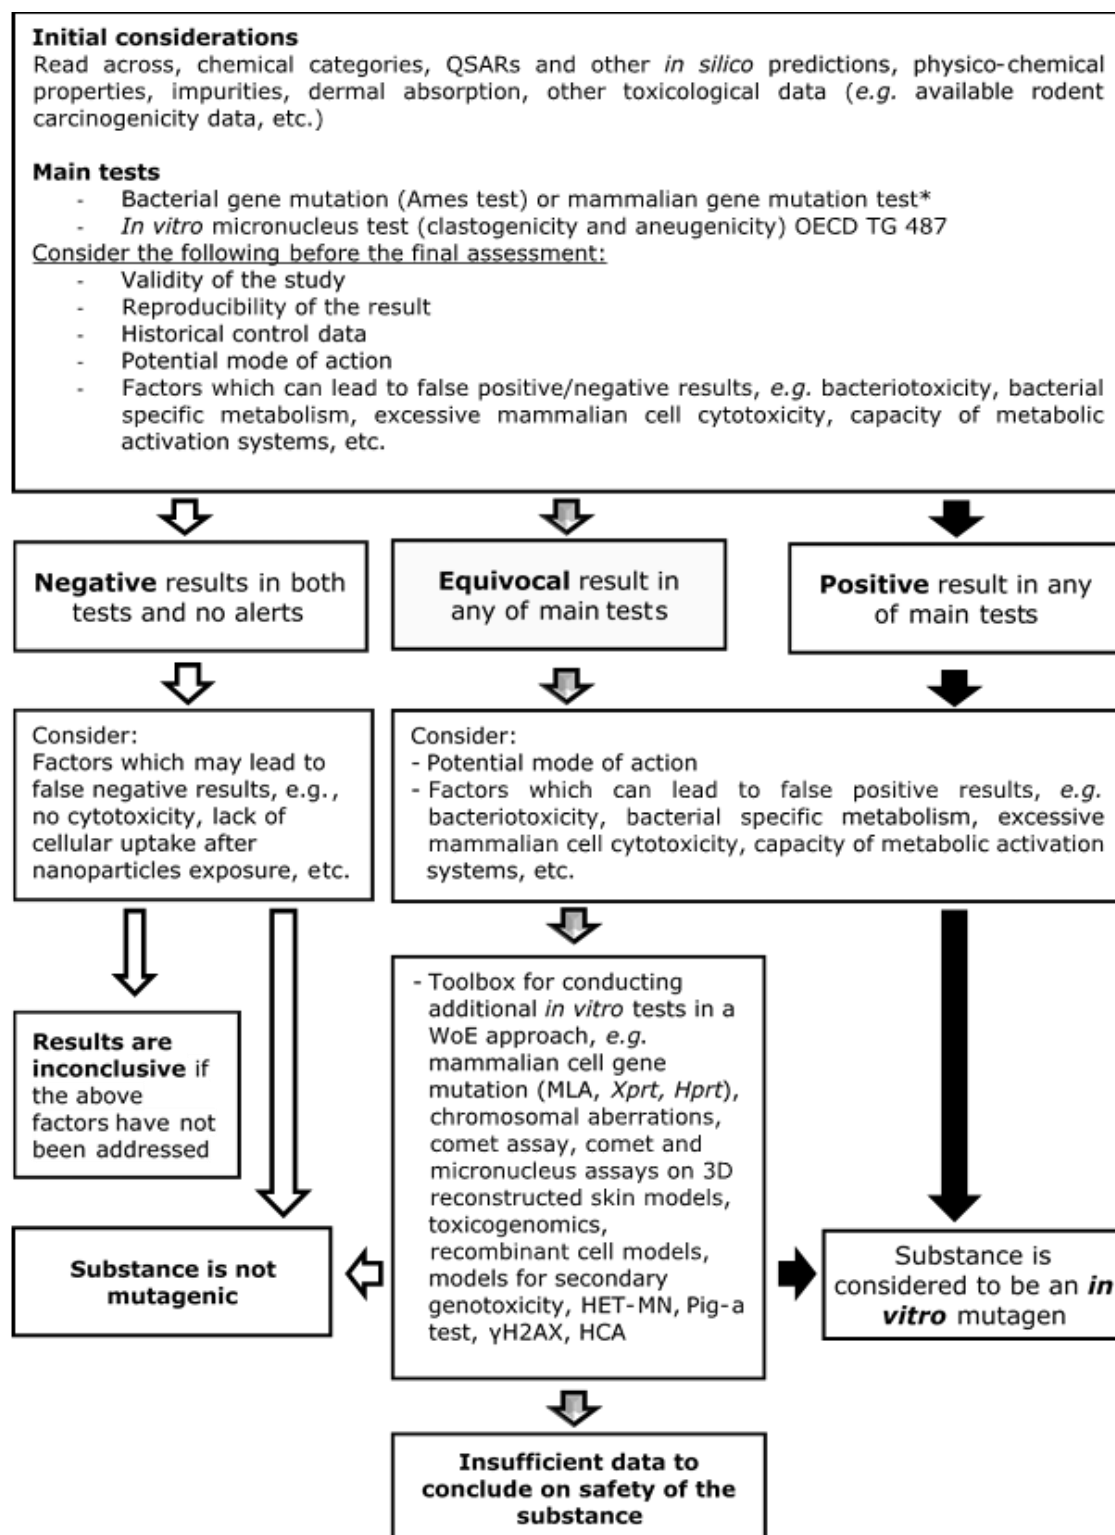 Initial considerations
Read across, chemical categories, QSARs and other in silico predictions, physico-chemical
properties, impurities, dermal absorption, other toxicological data (e.g. available rodent
carcinogenicity data, etc.)
Main tests
- Bacterial gene mutation (Ames test) or mammalian gene mutation test*
- In vitro micronucleus test (clastogenicity and aneugenicity) OECD TG 487
Consider the following before the final assessment:
- Validity of the study
- Reproducibility of the result
- Historical control data
- Potential mode of action
- Factors which can lead to false positive/negative results, e.g. bacteriotoxicity, bacterial
specific metabolism, excessive mammalian cell cytotoxicity, capacity of metabolic
activation systems, etc.
Negative results in both
tests and no alerts
Equivocal result in
any of main tests
Positive result in any
of main tests
Consider:
Factors which may lead to
false negative results, e.g.,
no cytotoxicity, lack of
cellular uptake after
nanoparticles exposure, etc.
Consider:
- Potential mode of action
- Factors which can lead to false positive results, e.g.
bacteriotoxicity, bacterial specific metabolism, excessive
mammalian cell cytotoxicity, capacity of metabolic activation
systems, etc.
Results are
inconclusive if
the above
factors have not
been addressed
- Toolbox for conducting
additional in vitro tests in a
WoE approach, e.g.
mammalian cell gene
mutation (MLA, Xprt, Hprt),
chromosomal aberrations,
comet assay, comet and
micronucleus assays on 3D
reconstructed skin models,
toxicogenomics,
recombinant cell models,
models for secondary
genotoxicity, HET-MN, Pig-a
test, γH2AX, HCA
Substance is not
mutagenic
Substance is
considered to be an in
vitro mutagen
Insufficient data to
conclude on safety of the
substance